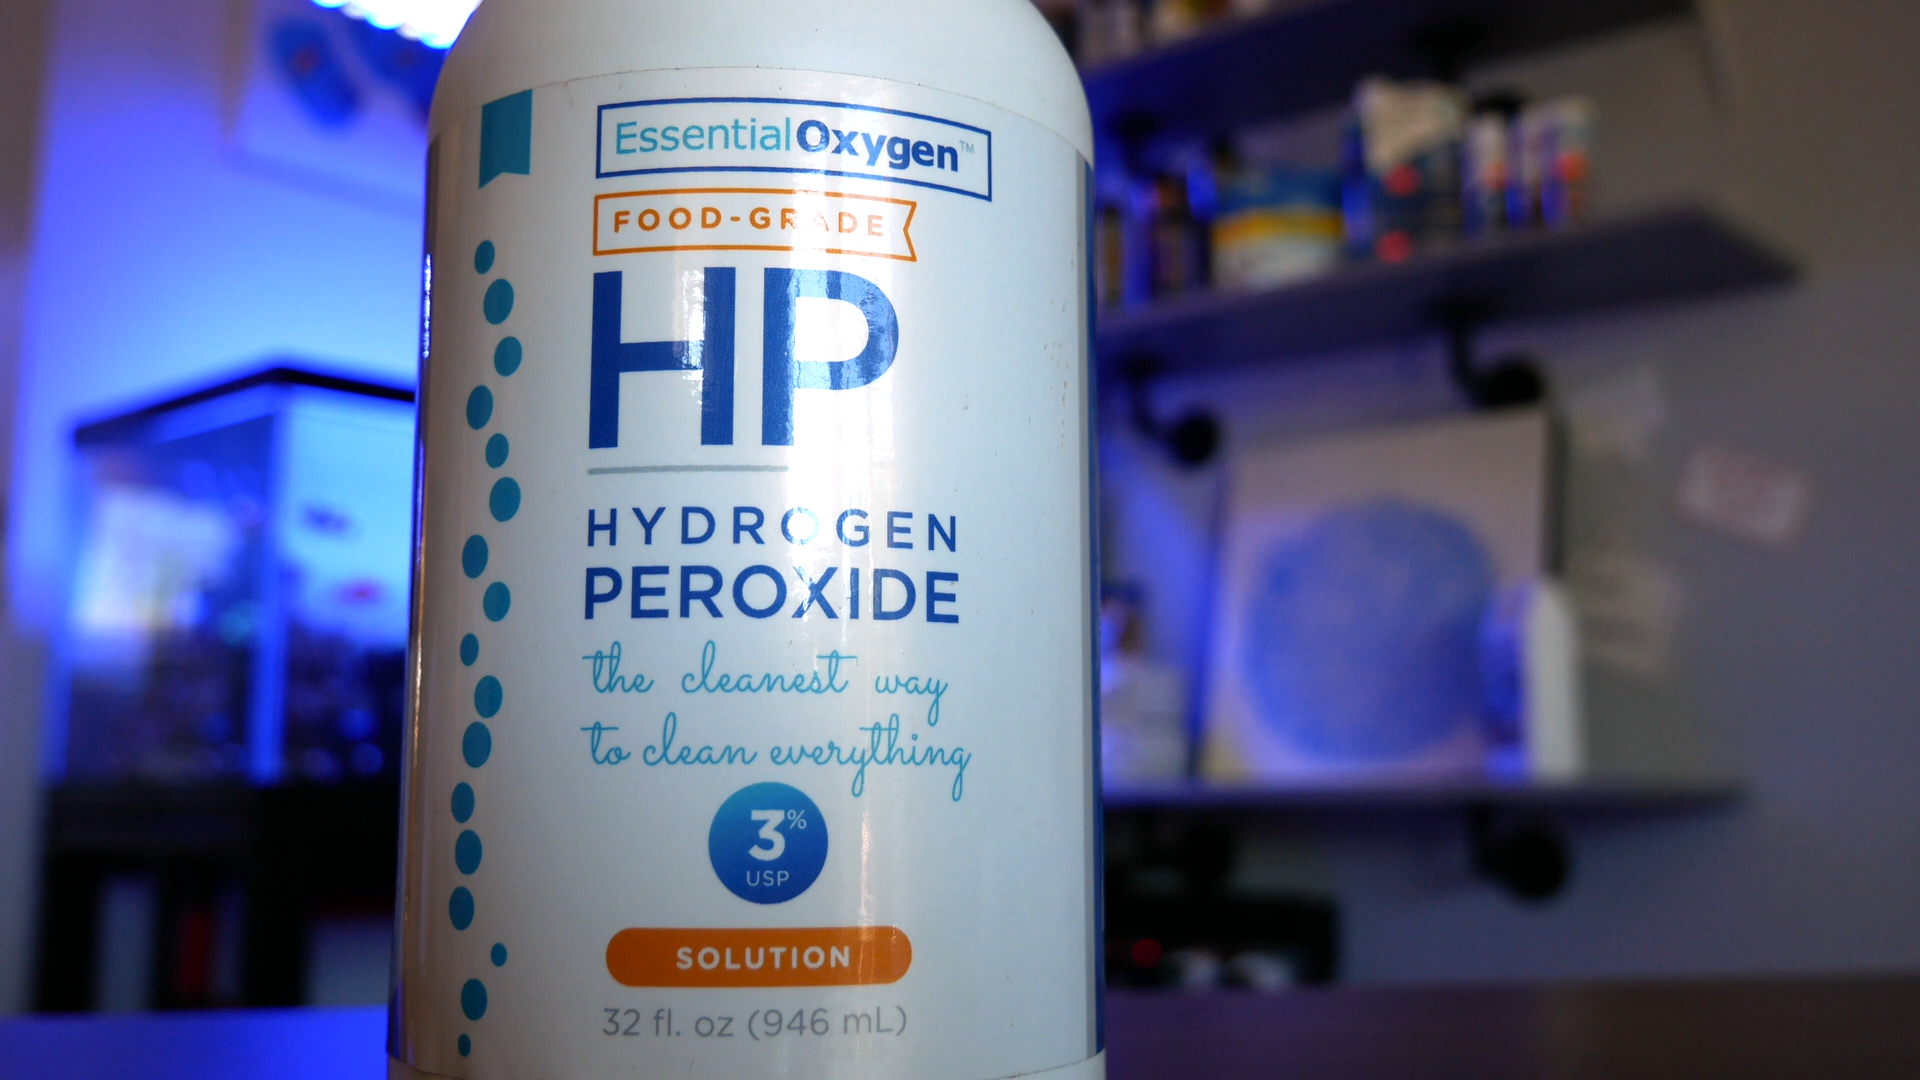 EssentialOxygen™
FOOD-GRADE
HP
HYDROGEN
PEROXIDE
the cleanest way
to clean everything
3%
USP
SOLUTION
32 fl. oz (946 mL)